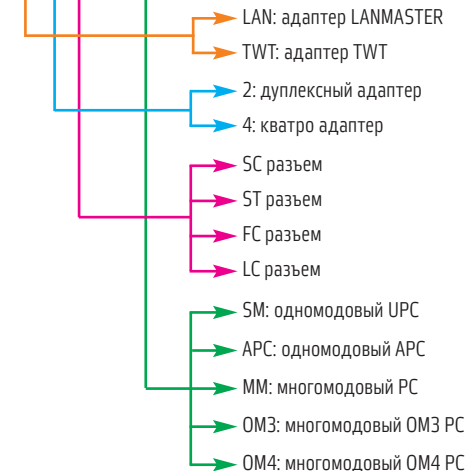 LAN: адаптер LANMASTER
TWT: адаптер TWT
2: дуплексный адаптер
4: кватро адаптер
SC разъем
ST разъем
FC разъем
LC разъем
SM: одномодовый UPC
APC: одномодовый APC
MM: многомодовый PC
OM3: многомодовый OM3 PC
OM4: многомодовый OM4 PC